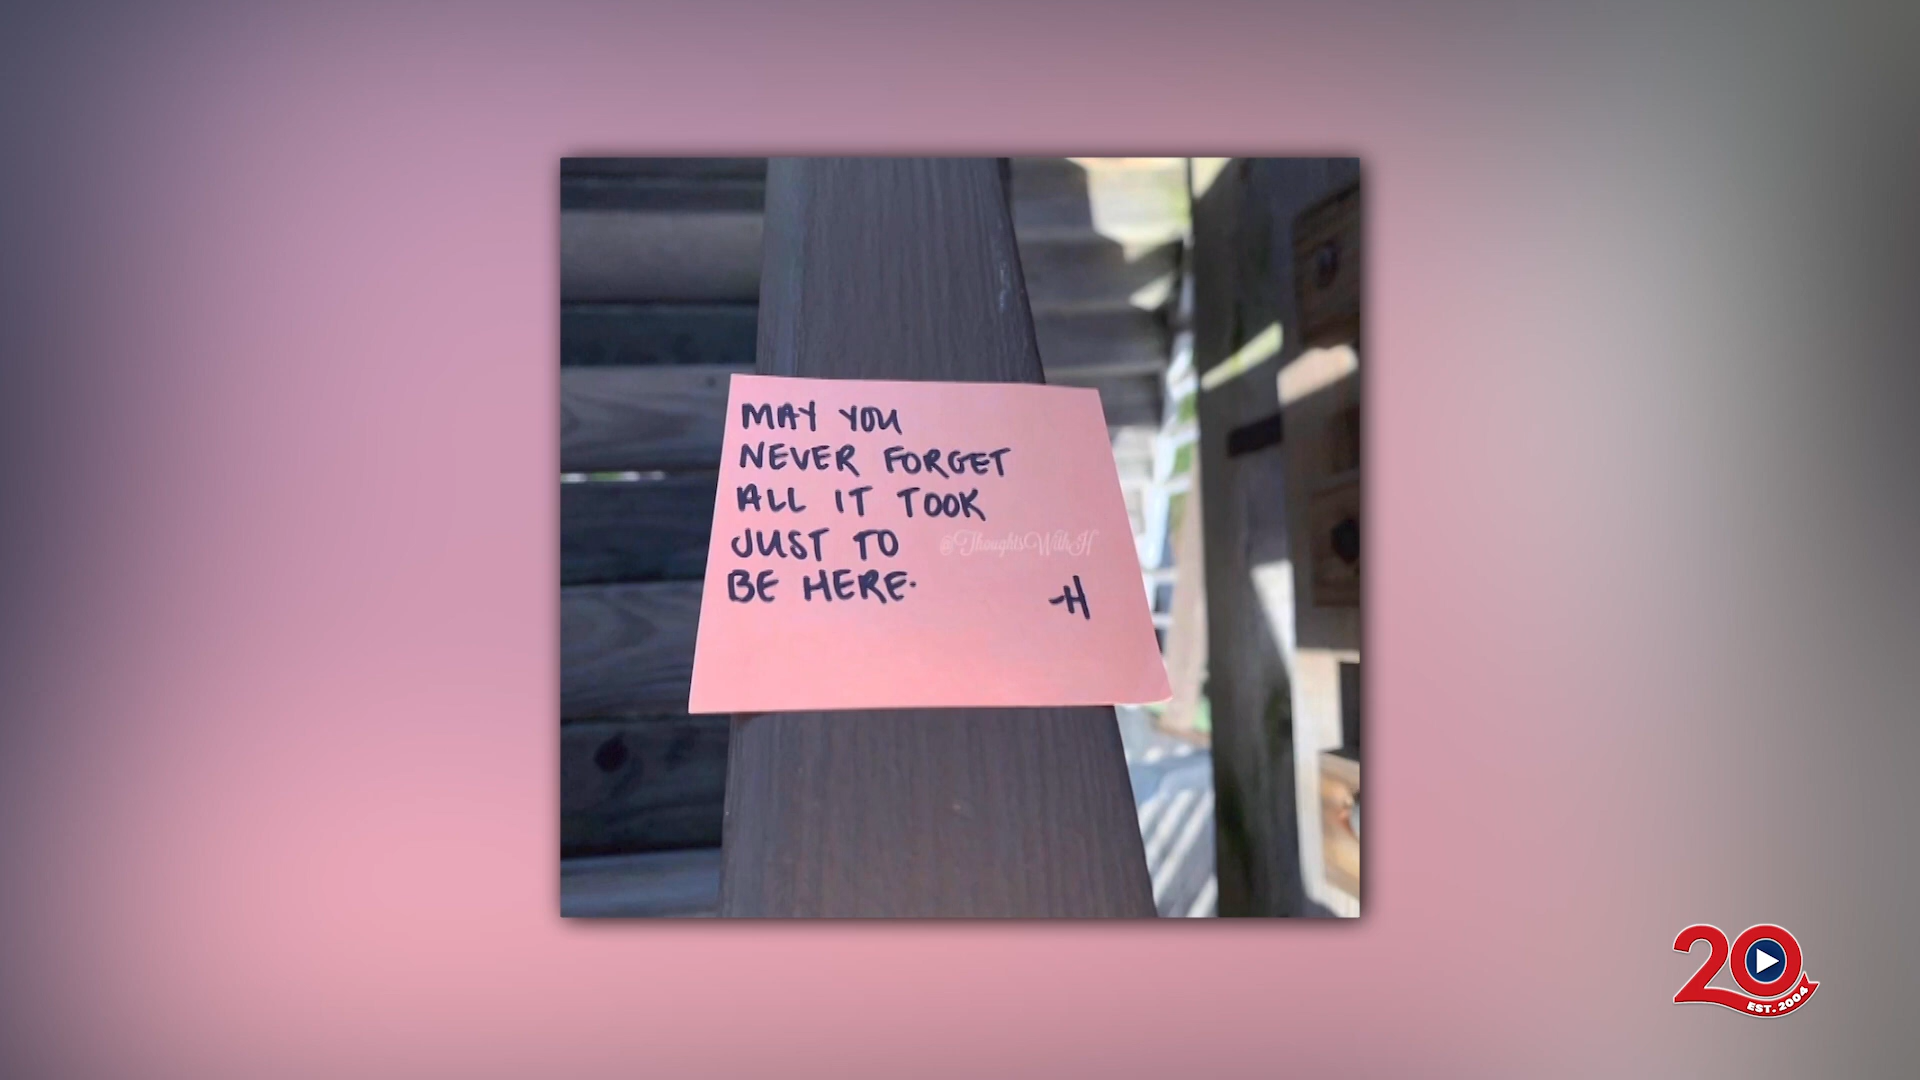 MAY YOU
NEVER FORGET
ALL IT TOOK
JUST TO
BE HERE.
@ThoughtsWithH
-H
20
EST. 2004